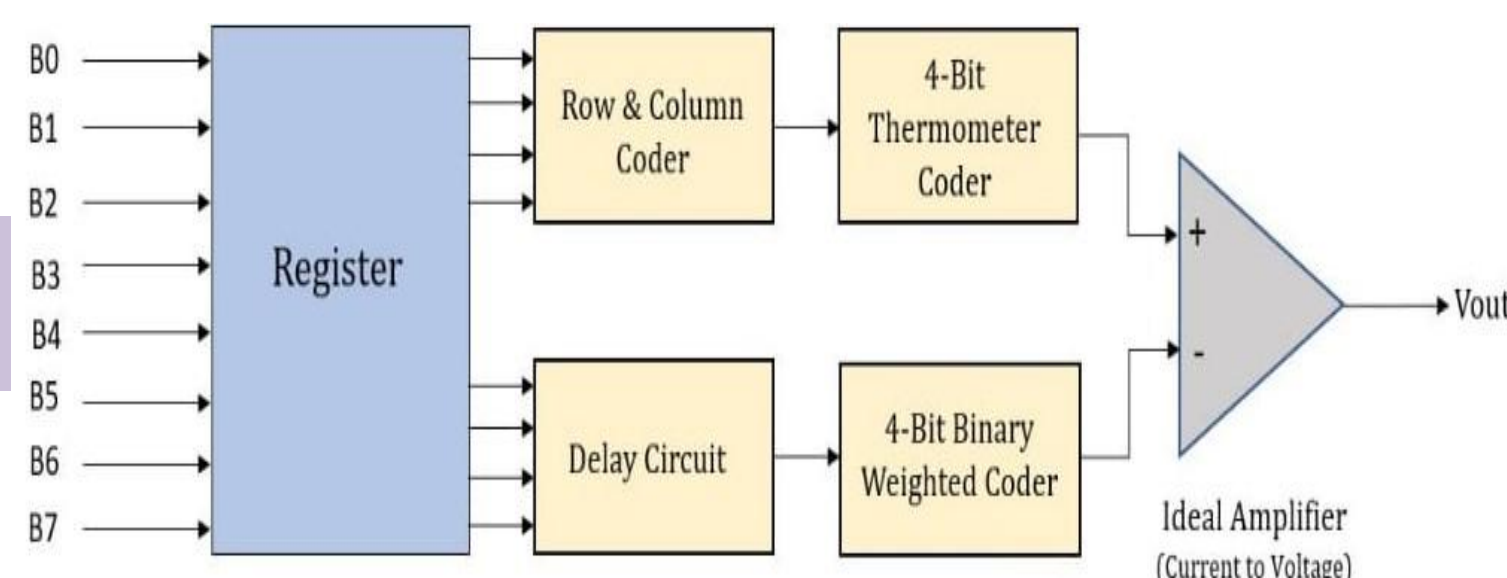 B0
B1
B2
B3
B4
B5
B6
B7
Register
Row & Column
Coder
4-Bit
Thermometer
Coder
Delay Circuit
4-Bit Binary
Weighted Coder
+
-
Vout
Ideal Amplifier
(Current to Voltage)